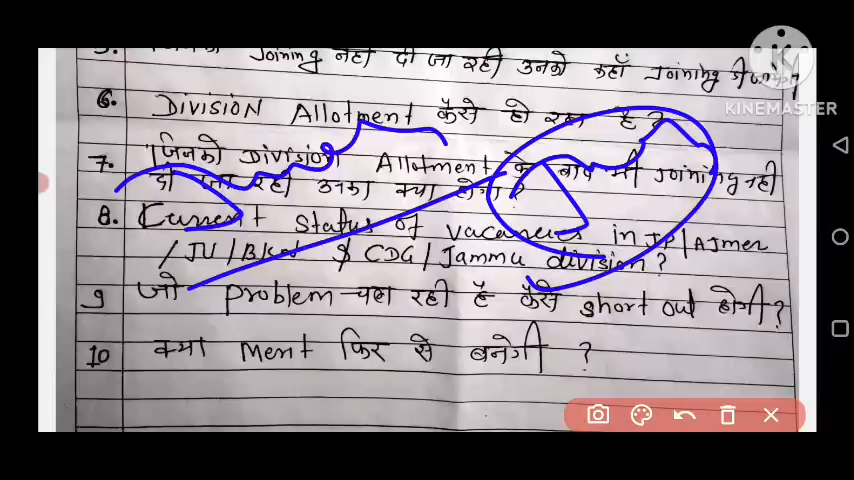 Joining नहीं दी जा रही उनको कहाँ Joining दी जायेगी
KINEMASTER
6. DIVISION Allotment कैसे हो रहा है ?
7. जिनको Division Allotment के बाद भी Joining नही
दी जा रही उनका क्या होगा ?
8. Current status of vacancies in JP/Ajmer
/JU/BKN $ CDG/Jammu division ?
9 जो problem चल रही है कैसे short out होगी ?
10 क्या ment फिर से बनेगी ?